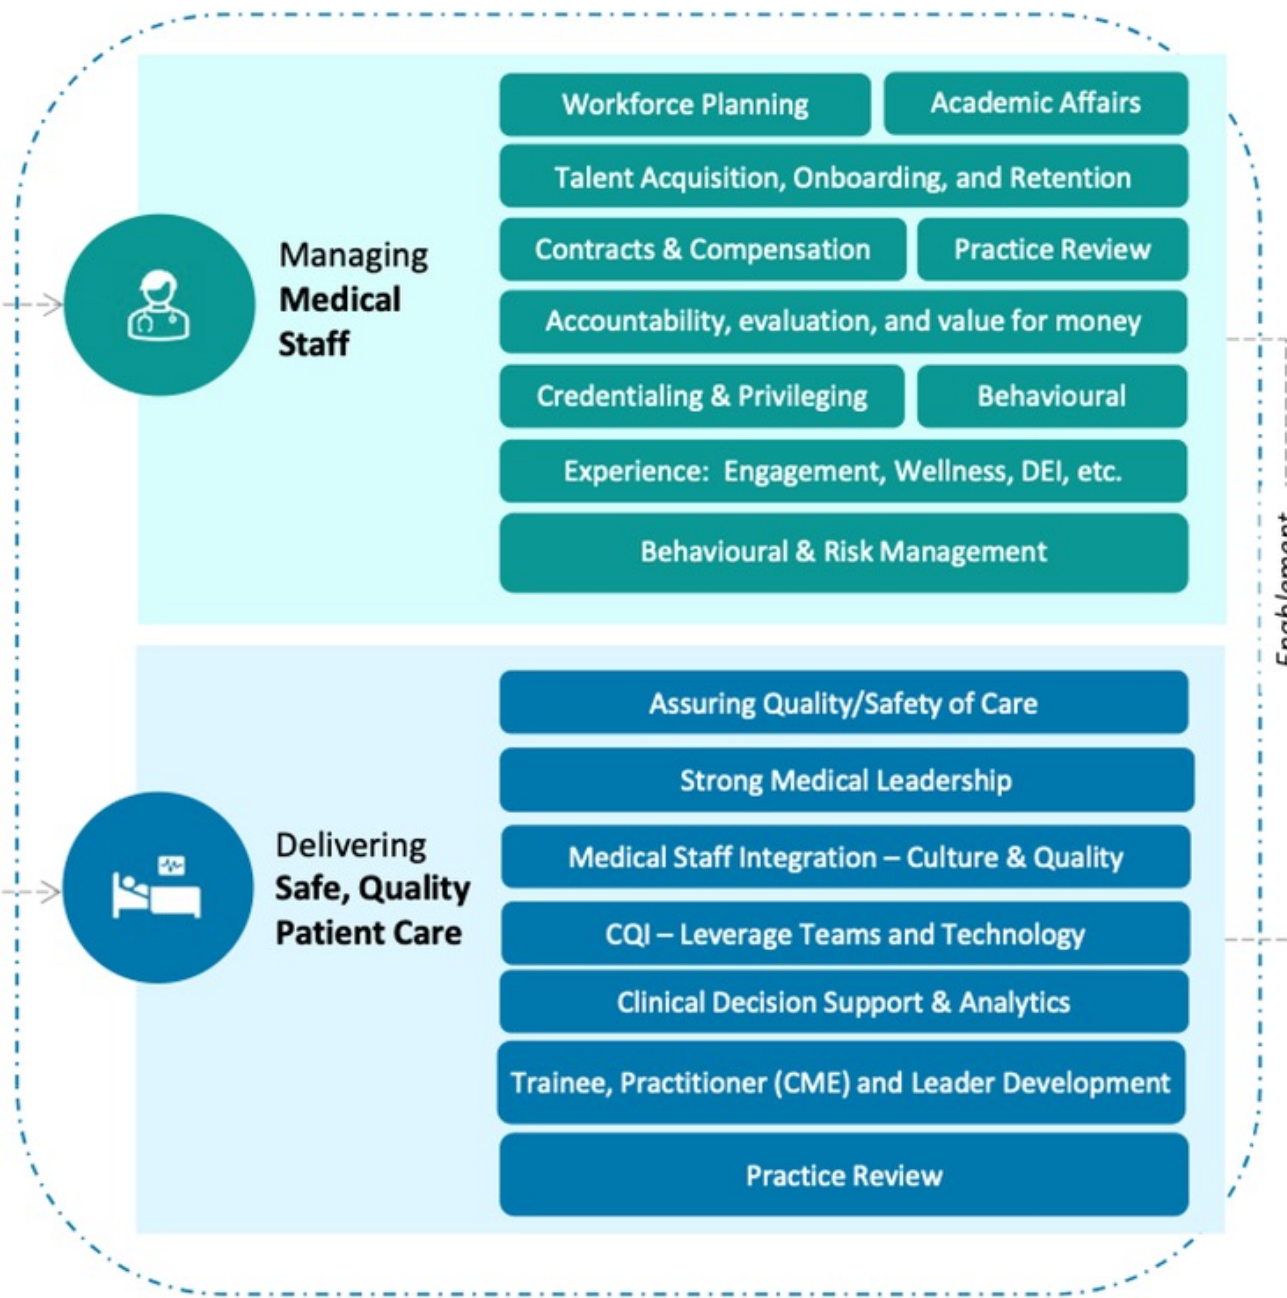 Workforce Planning
Academic Affairs
Talent Acquisition, Onboarding, and Retention
Managing
Medical
Staff
Contracts & Compensation
Practice Review
Accountability, evaluation, and value for money
Credentialing & Privileging
Behavioural
Experience:  Engagement, Wellness, DEI, etc.
Behavioural & Risk Management
Enablement
Assuring Quality/Safety of Care
Strong Medical Leadership
Delivering
Safe, Quality
Patient Care
Medical Staff Integration – Culture & Quality
CQI – Leverage Teams and Technology
Clinical Decision Support & Analytics
Trainee, Practitioner (CME) and Leader Development
Practice Review